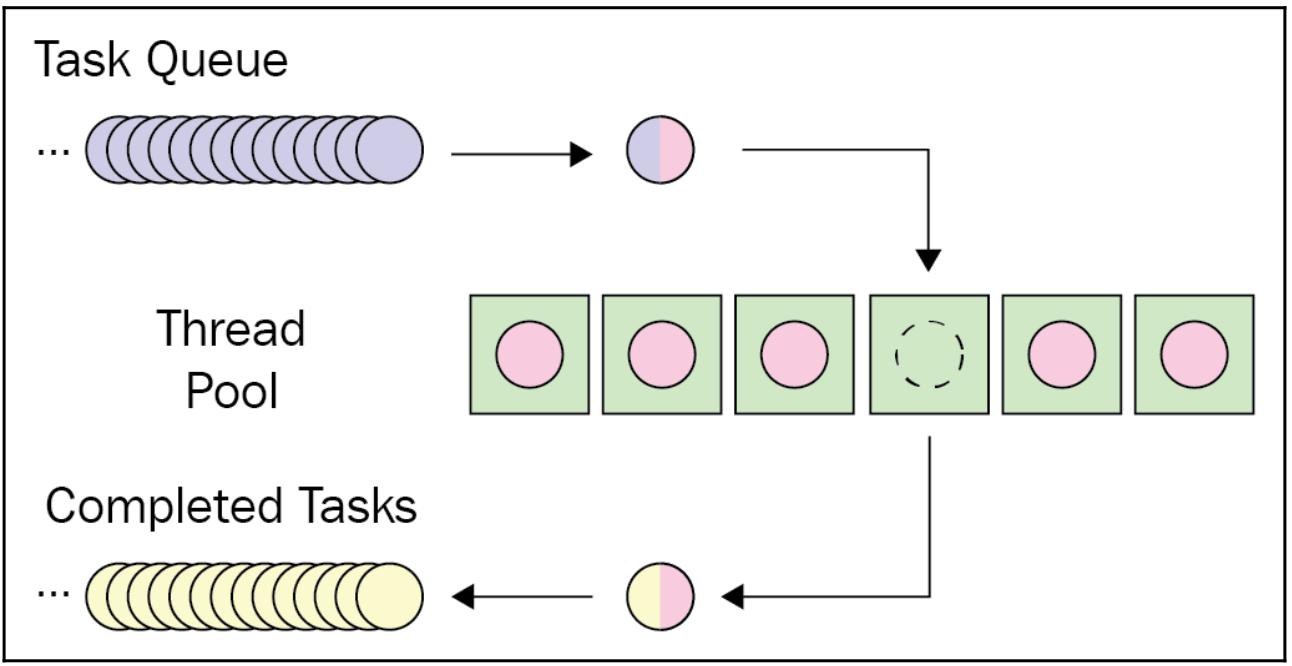 Task Queue
...
Thread
Pool
Completed Tasks
...